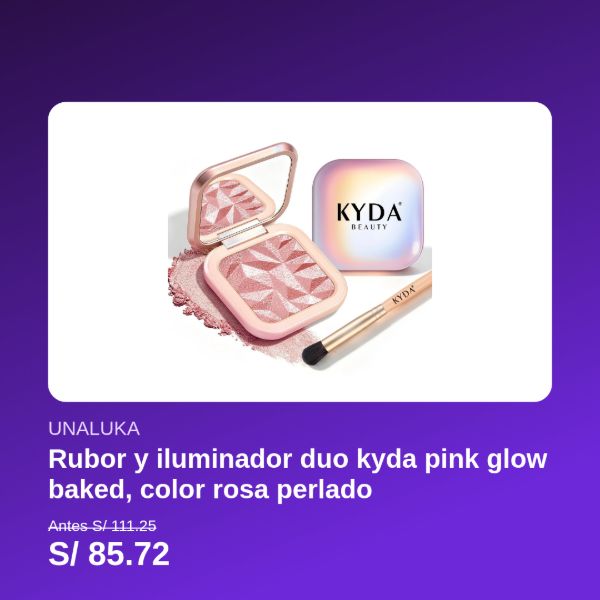 KYDA
BEAUTY
KYDA
UNALUKA
Rubor y iluminador duo kyda pink glow
baked, color rosa perlado
Antes S/ 111.25
S/ 85.72